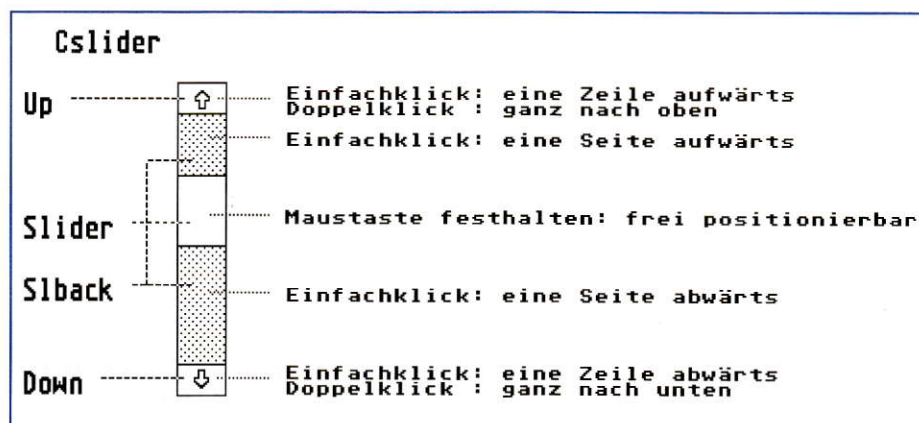 Cslider
Up
Einfachklick: eine Zeile aufwärts
Doppelklick : ganz nach oben
Einfachklick: eine Seite aufwärts
Slider
Maustaste festhalten: frei positionierbar
Slback
Einfachklick: eine Seite abwärts
Down
Einfachklick: eine Zeile abwärts
Doppelklick : ganz nach unten